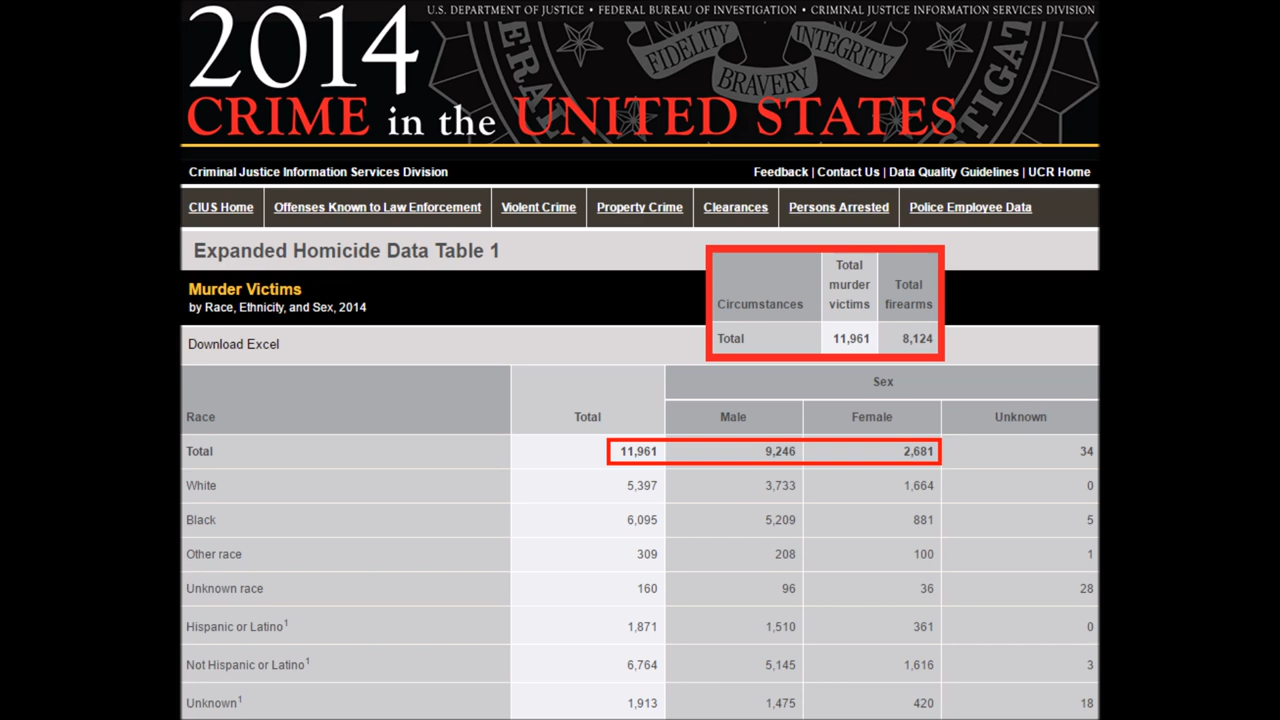 U.S. DEPARTMENT OF JUSTICE • FEDERAL BUREAU OF INVESTIGATION • CRIMINAL JUSTICE INFORMATION SERVICES DIVISION
2014
FIDELITY
BRAVERY
INTEGRITY
CRIME in the UNITED STATES
Criminal Justice Information Services Division
Feedback | Contact Us | Data Quality Guidelines | UCR Home
CIUS Home
Offenses Known to Law Enforcement
Violent Crime
Property Crime
Clearances
Persons Arrested
Police Employee Data
Expanded Homicide Data Table 1
Murder Victims
by Race, Ethnicity, and Sex, 2014
Circumstances
Total
murder
victims
Total
firearms
Total 11,961 8,124
Download Excel
Race
Total
Sex
Male
Female
Unknown
Total 11,961 9,246 2,681 34
White 5,397 3,733 1,664 0
Black 6,095 5,209 881 5
Other race 309 208 100 1
Unknown race 160 96 36 28
Hispanic or Latino1 1,871 1,510 361 0
Not Hispanic or Latino1 6,764 5,145 1,616 3
Unknown1 1,913 1,475 420 18